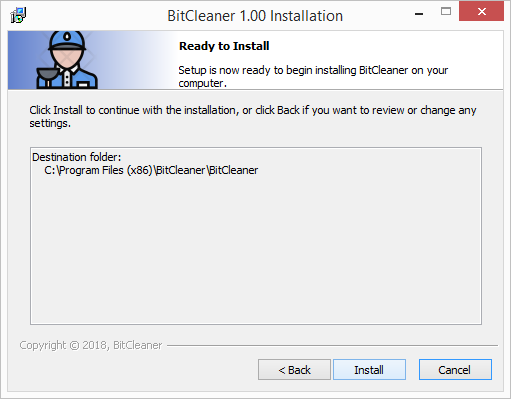 BitCleaner 1.00 Installation
Ready to Install
Setup is now ready to begin installing BitCleaner on your
computer.
Click Install to continue with the installation, or click Back if you want to review or change any
settings.
Destination folder:
C:\Program Files (x86)\BitCleaner\BitCleaner
Copyright © 2018, BitCleaner
< Back
Install
Cancel